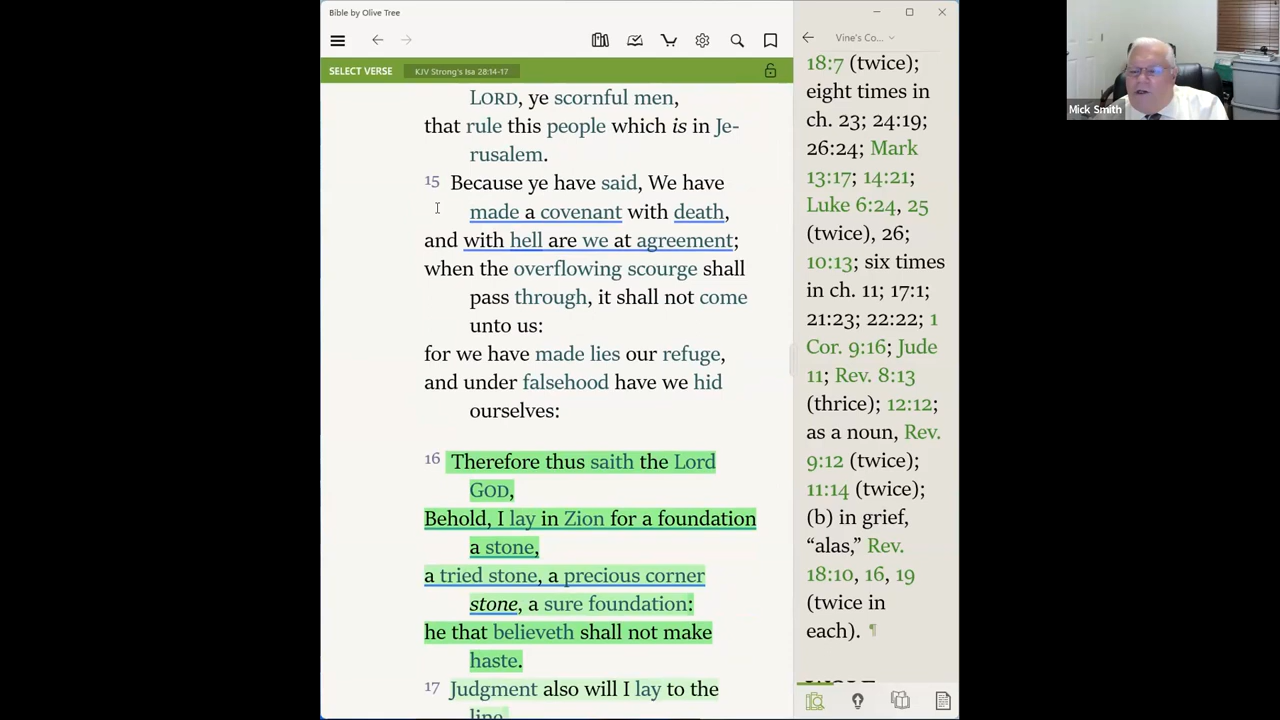 Bible by Olive Tree
SELECT VERSE
KJV Strong's Isa 28:14-17
LORD, ye scornful men,
that rule this people which is in Je-
rusalem.
15 Because ye have said, We have
made a covenant with death,
and with hell are we at agreement;
when the overflowing scourge shall
pass through, it shall not come
unto us:
for we have made lies our refuge,
and under falsehood have we hid
ourselves:
16 Therefore thus saith the Lord
GOD,
Behold, I lay in Zion for a foundation
a stone,
a tried stone, a precious corner
stone, a sure foundation:
he that believeth shall not make
haste.
17 Judgment also will I lay to the
line,
Vine's Co...
18:7 (twice);
eight times in
ch. 23; 24:19;
26:24; Mark
13:17; 14:21;
Luke 6:24, 25
(twice), 26;
10:13; six times
in ch. 11; 17:1;
21:23; 22:22; 1
Cor. 9:16; Jude
11; Rev. 8:13
(thrice); 12:12;
as a noun, Rev.
9:12 (twice);
11:14 (twice);
(b) in grief,
“alas,” Rev.
18:10, 16, 19
(twice in
each). ¶
Mick Smith